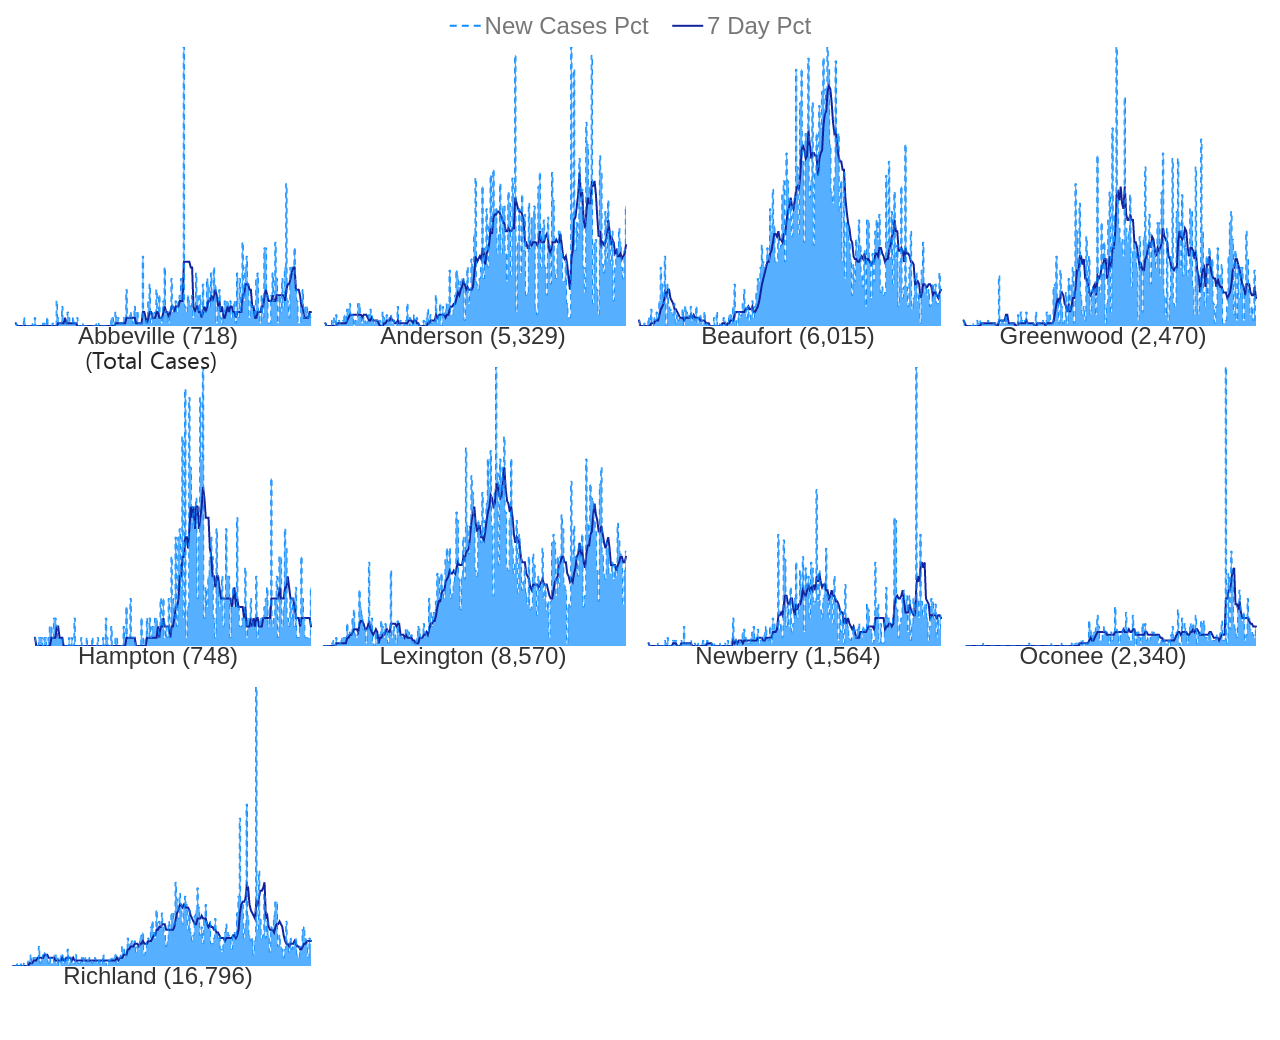 New Cases Pct 7 Day Pct
Abbeville (718) Anderson (5,329) Beaufort (6,015) Greenwood (2,470)
(Total Cases)
Hampton (748) Lexington (8,570) Newberry (1,564) Oconee (2,340)
Richland (16,796)